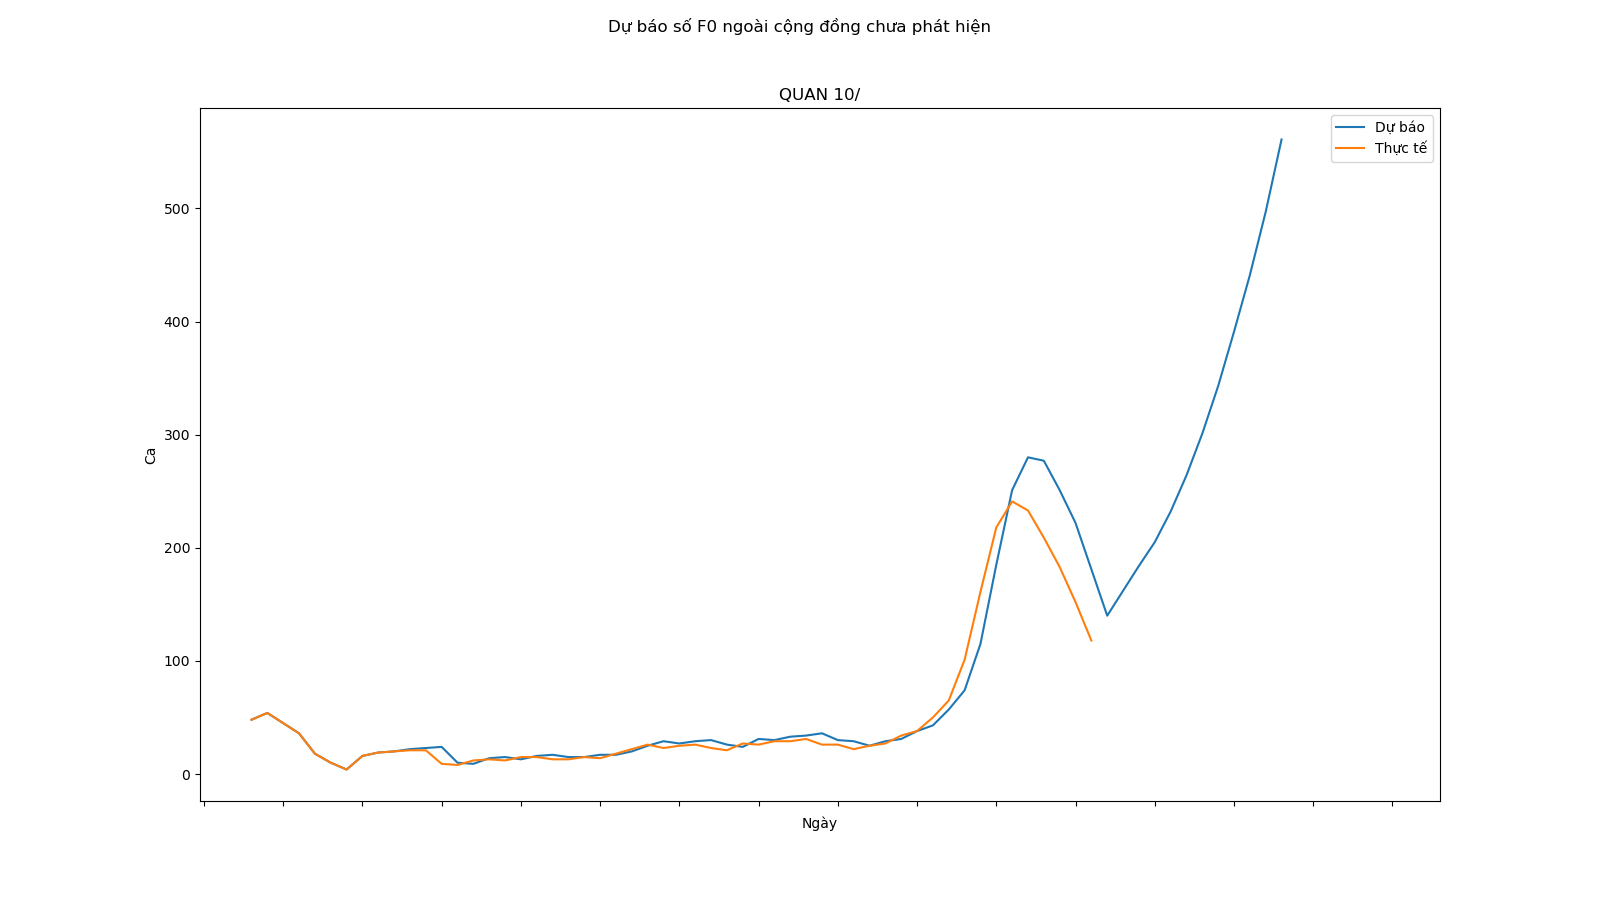 Dự báo số F0 ngoài cộng đồng chưa phát hiện
QUAN 10/
Dự báo
Thực tế
500
400
300
200
100
0
Ca
Ngày